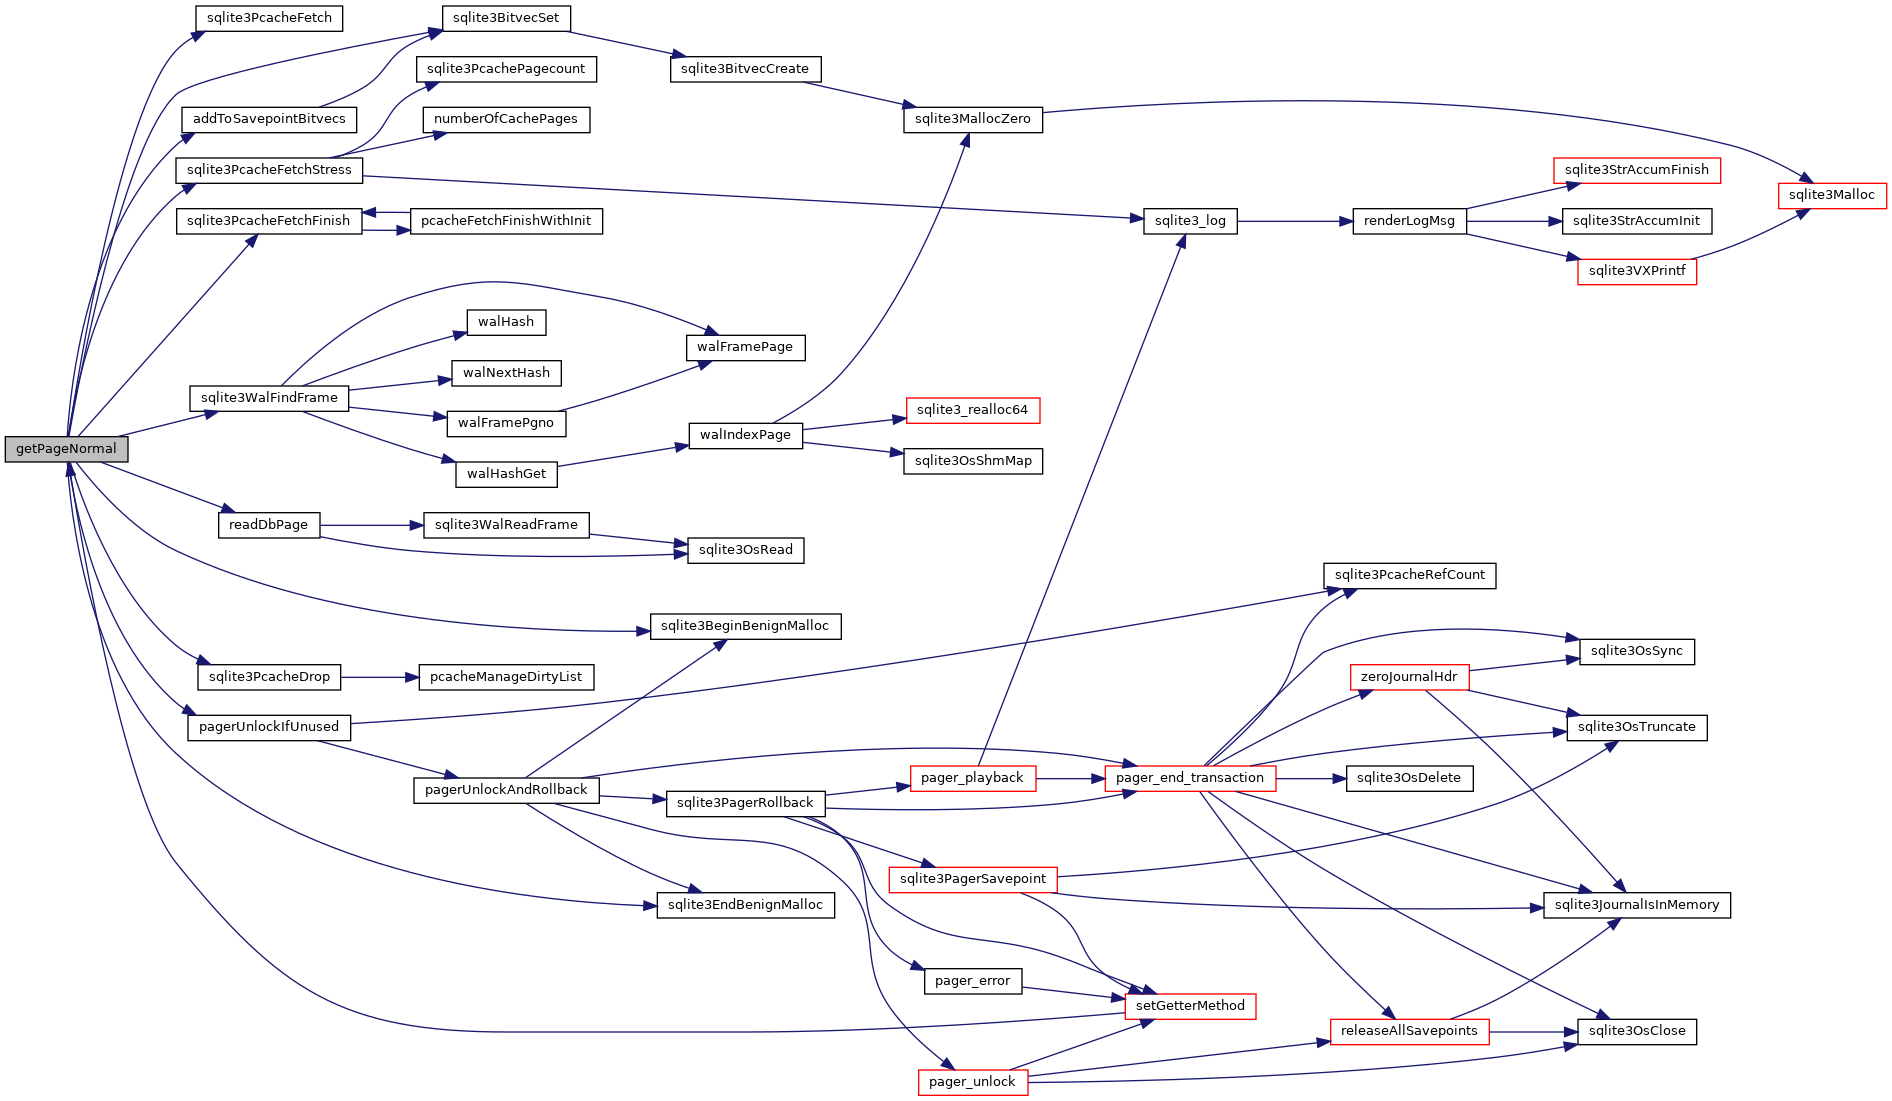 getPageNormal
sqlite3PcacheFetch
addToSavepointBitvecs
sqlite3PcacheFetchStress
sqlite3PcacheFetchFinish
sqlite3WalFindFrame
readDbPage
sqlite3PcacheDrop
pagerUnlockIfUnused
sqlite3BitvecSet
sqlite3PcachePagecount
numberOfCachePages
pcacheFetchFinishWithInit
walHash
walNextHash
walFramePgno
walHashGet
sqlite3WalReadFrame
pcacheManageDirtyList
pagerUnlockAndRollback
sqlite3BitvecCreate
walFramePage
walIndexPage
sqlite3OsRead
sqlite3BeginBenignMalloc
sqlite3PagerRollback
sqlite3EndBenignMalloc
sqlite3MallocZero
sqlite3_realloc64
sqlite3OsShmMap
pager_playback
sqlite3PagerSavepoint
pager_error
pager_unlock
sqlite3_log
pager_end_transaction
setGetterMethod
renderLogMsg
sqlite3PcacheRefCount
zeroJournalHdr
sqlite3OsDelete
releaseAllSavepoints
sqlite3StrAccumFinish
sqlite3StrAccumInit
sqlite3VXPrintf
sqlite3OsSync
sqlite3OsTruncate
sqlite3JournalIsInMemory
sqlite3OsClose
sqlite3Malloc